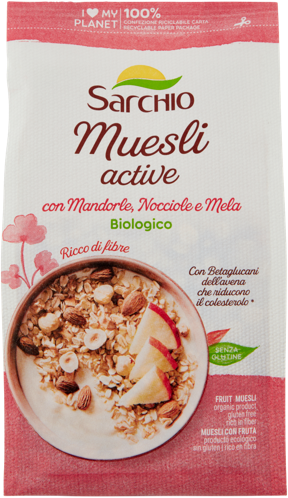 I ♥ MY PLANET
100%
CONFEZIONE RICICLABILE CARTA
RECYCLABLE PAPER PACKAGE
SARCHIO
Muesli
active
con Mandorle, Nocciole e Mela
Biologico
Ricco di fibre
Con Betaglucani
dell'avena
che riducono
il colesterolo *
SENZA
GLUTINE
FRUIT MUESLI
organic product
gluten free
rich in fiber
MUESLI CON FRUTA
producto ecológico
sin gluten | rico en fibra